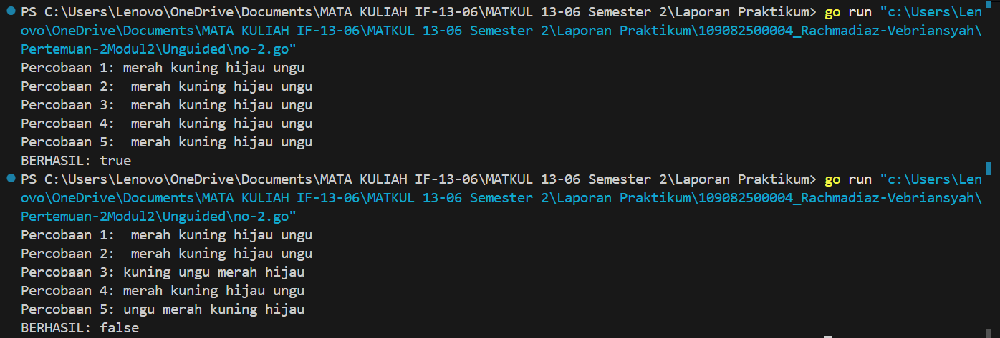 PS C:\Users\Lenovo\OneDrive\Documents\MATA KULIAH IF-13-06\MATKUL 13-06 Semester 2\Laporan Praktikum> go run "c:\Users\Len
ovo\OneDrive\Documents\MATA KULIAH IF-13-06\MATKUL 13-06 Semester 2\Laporan Praktikum\109082500004_Rachmadiaz-Vebriansyah\
Pertemuan-2Modul2\Unguided\no-2.go"
Percobaan 1: merah kuning hijau ungu
Percobaan 2:  merah kuning hijau ungu
Percobaan 3:  merah kuning hijau ungu
Percobaan 4:  merah kuning hijau ungu
Percobaan 5:  merah kuning hijau ungu
BERHASIL: true
PS C:\Users\Lenovo\OneDrive\Documents\MATA KULIAH IF-13-06\MATKUL 13-06 Semester 2\Laporan Praktikum> go run "c:\Users\Len
ovo\OneDrive\Documents\MATA KULIAH IF-13-06\MATKUL 13-06 Semester 2\Laporan Praktikum\109082500004_Rachmadiaz-Vebriansyah\
Pertemuan-2Modul2\Unguided\no-2.go"
Percobaan 1:  merah kuning hijau ungu
Percobaan 2:  merah kuning hijau ungu
Percobaan 3: kuning ungu merah hijau
Percobaan 4: merah kuning hijau ungu
Percobaan 5: ungu merah kuning hijau
BERHASIL: false